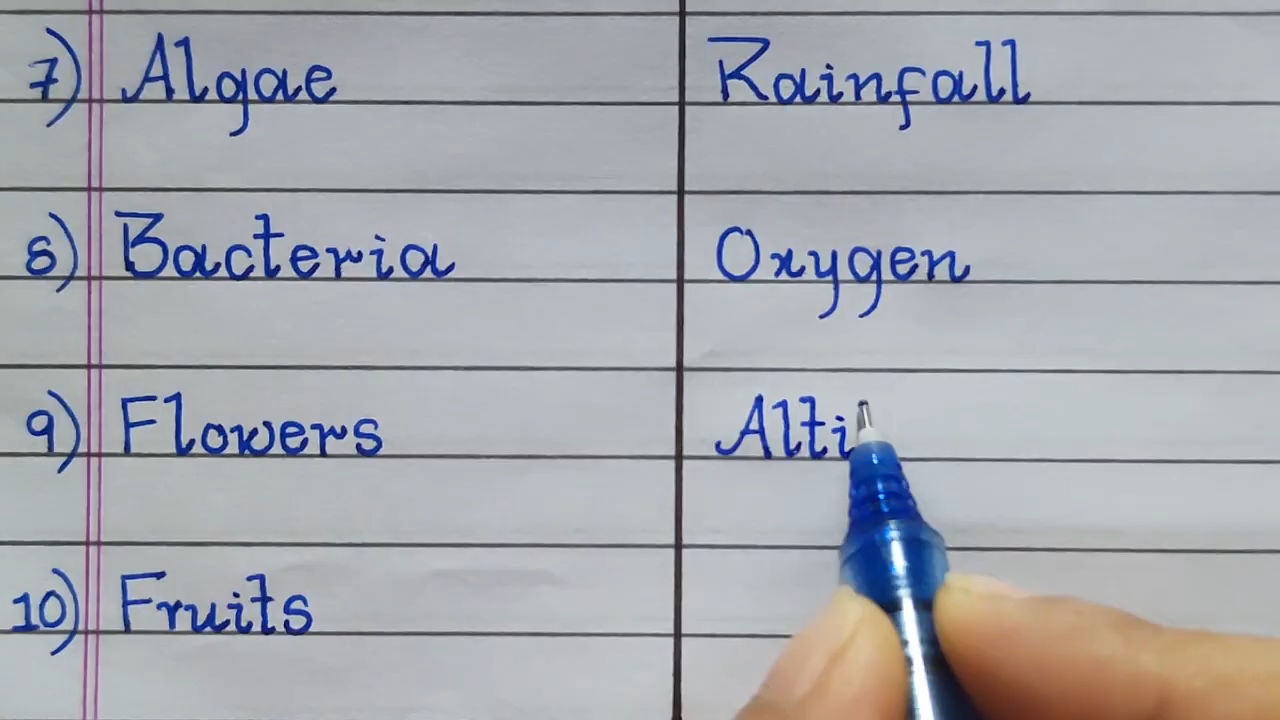 7) Algae Rainfall
8) Bacteria Oxygen
9) Flowers Alti
10) Fruits